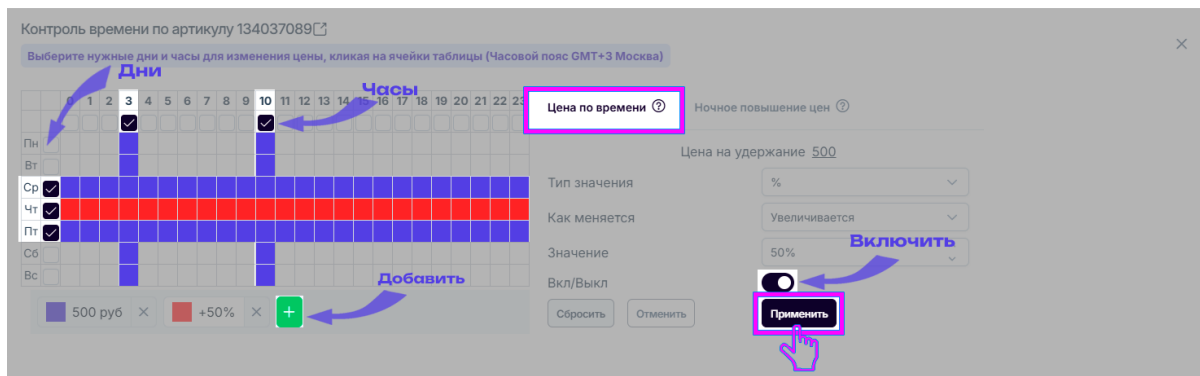 Контроль времени по артикулу 134037089
Выберите нужные дни и часы для изменения цены, кликая на ячейки таблицы (Часовой пояс GMT+3 Москва)
Дни
Часы
0 1 2 3 4 5 6 7 8 9 10 11 12 13 14 15 16 17 18 19 20 21 22 23
Цена по времени ? Ночное повышение цен ?
Пн
Цена на удержание 500
Вт
Ср
Тип значения %
Чт
Как меняется Увеличивается
Пт
Включить
Сб
Значение 50%
Вс
Добавить
Вкл/Выкл
500 руб × +50% × +
Сбросить Отменить Применить